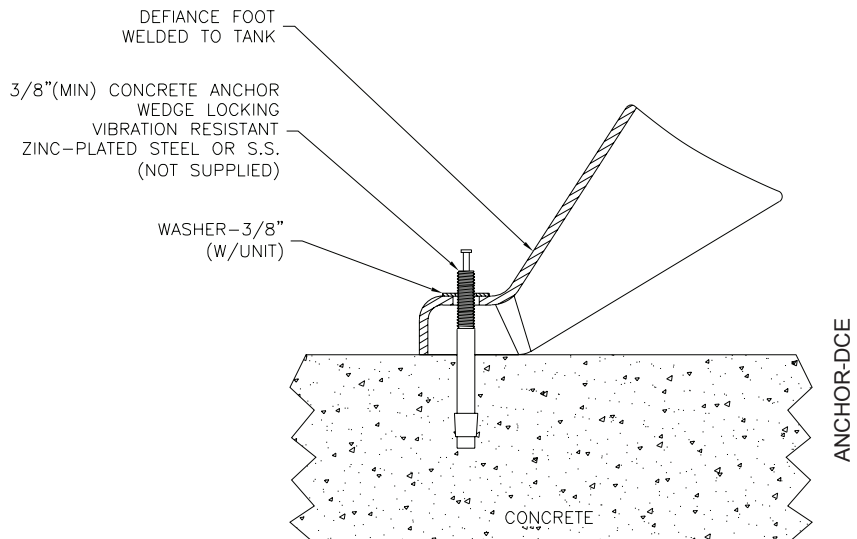 DEFIANCE FOOT
WELDED TO TANK
3/8"(MIN) CONCRETE ANCHOR
WEDGE LOCKING
VIBRATION RESISTANT
ZINC-PLATED STEEL OR S.S.
(NOT SUPPLIED)
WASHER-3/8"
(W/UNIT)
CONCRETE
ANCHOR-DCE